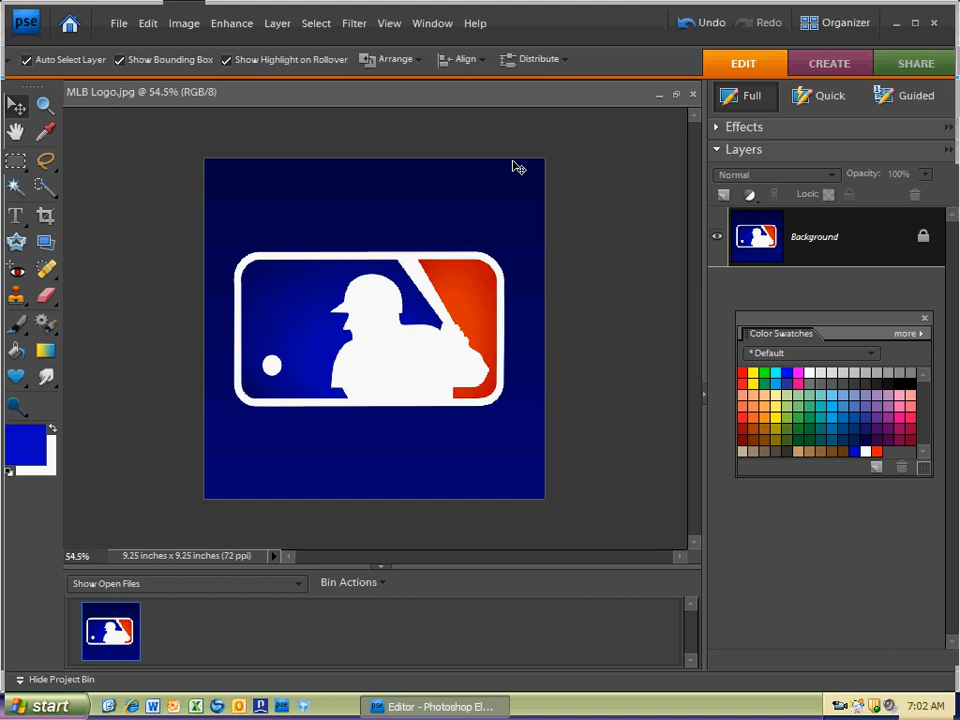 pse File Edit Image Enhance Layer Select Filter View Window Help Undo Redo Organizer
Auto Select Layer Show Bounding Box Show Highlight on Rollover Arrange Align Distribute EDIT CREATE SHARE
MLB Logo.jpg @ 54.5% (RGB/8)
Full Quick Guided
Effects
Layers
Normal Opacity: 100%
Lock:
Background
Color Swatches more
* Default
T
54.5% 9.25 inches x 9.25 inches (72 ppi)
Show Open Files Bin Actions
Hide Project Bin
start Editor - Photoshop El... 7:02 AM